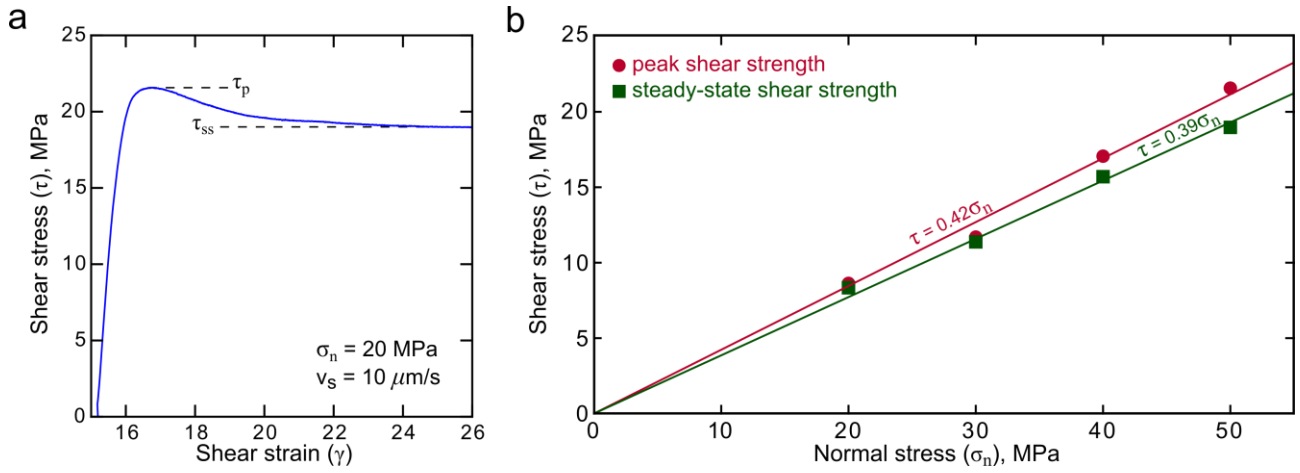 a
25
20
15
10
5
0
Shear stress (τ), MPa
τp
τss
σn = 20 MPa
vs = 10 μm/s
16 18 20 22 24 26
Shear strain (γ)
b
25
20
15
10
5
0
Shear stress (τ), MPa
peak shear strength
steady-state shear strength
τ = 0.39σn
τ = 0.42σn
0 10 20 30 40 50
Normal stress (σn), MPa